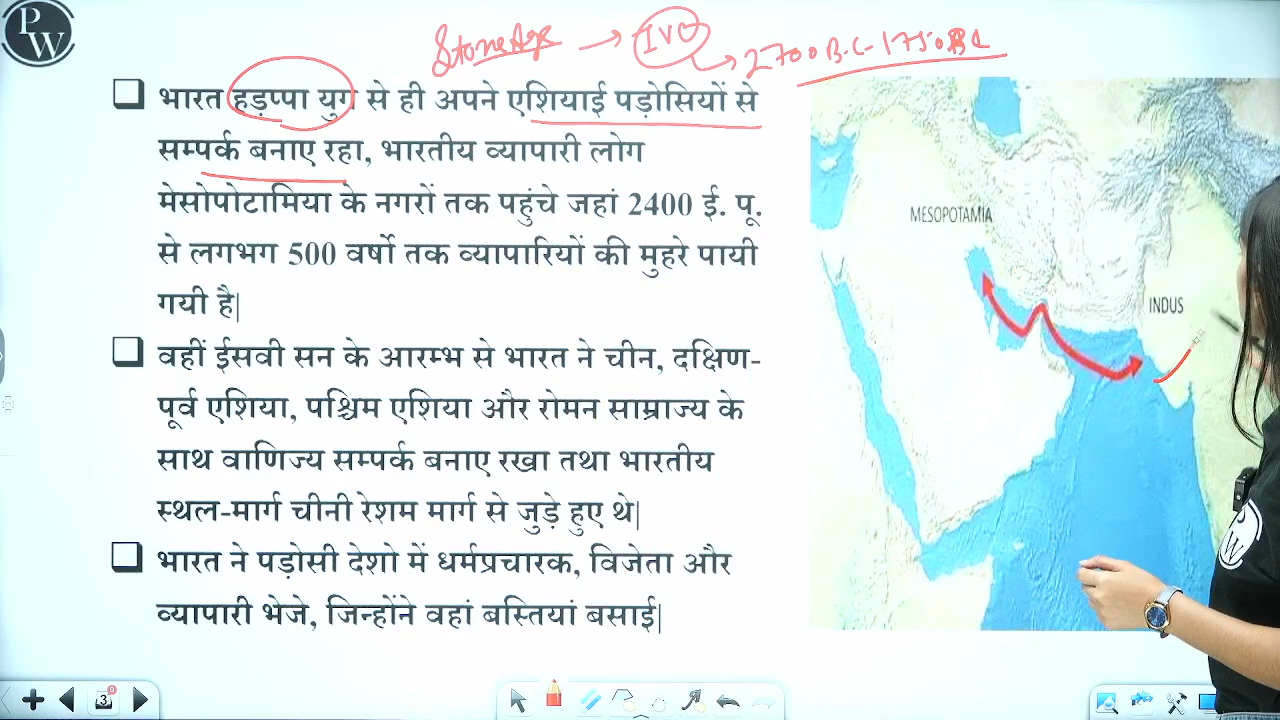 PW
Stone Age → IVC
→ 2700 B.C - 1750 BC
भारत हड़प्पा युग से ही अपने एशियाई पड़ोसियों से
सम्पर्क बनाए रहा, भारतीय व्यापारी लोग
मेसोपोटामिया के नगरों तक पहुंचे जहां 2400 ई. पू.
से लगभग 500 वर्षो तक व्यापारियों की मुहरे पायी
गयी है|
वहीं ईसवी सन के आरम्भ से भारत ने चीन, दक्षिण-
पूर्व एशिया, पश्चिम एशिया और रोमन साम्राज्य के
साथ वाणिज्य सम्पर्क बनाए रखा तथा भारतीय
स्थल-मार्ग चीनी रेशम मार्ग से जुड़े हुए थे|
भारत ने पड़ोसी देशो में धर्मप्रचारक, विजेता और
व्यापारी भेजे, जिन्होंने वहां बस्तियां बसाई|
MESOPOTAMIA
INDUS
W
3